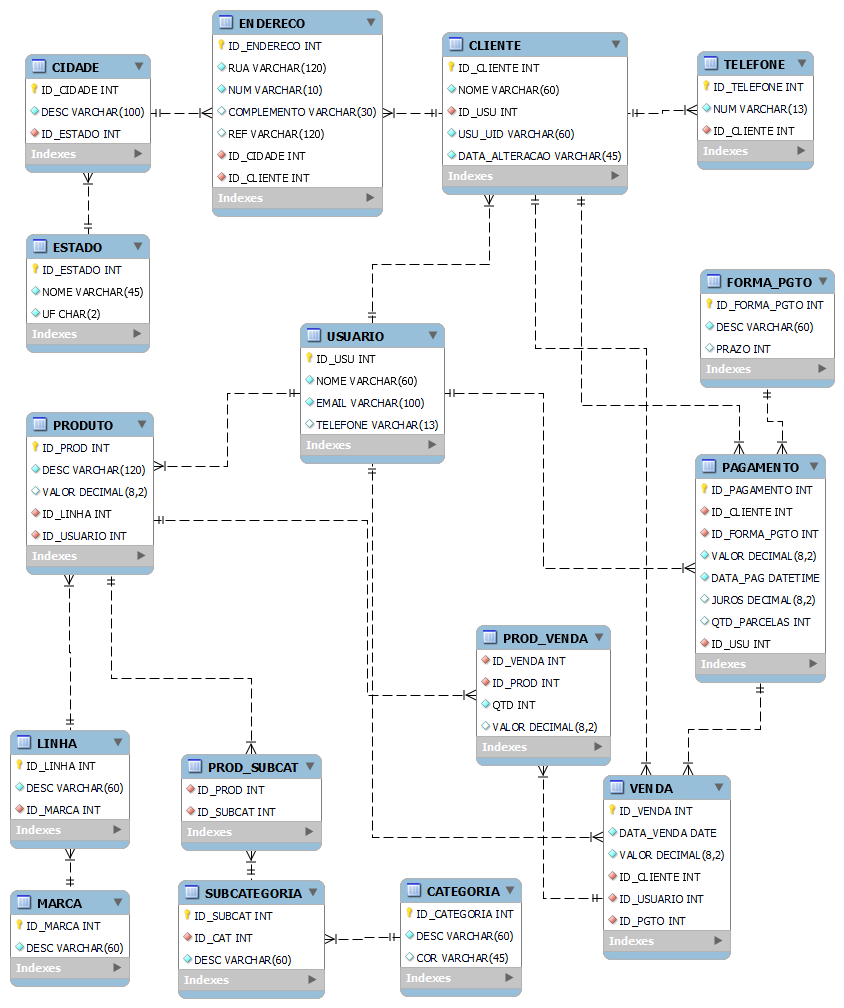 ENDERECO
ID_ENDERECO INT
RUA VARCHAR(120)
NUM VARCHAR(10)
COMPLEMENTO VARCHAR(30)
REF VARCHAR(120)
ID_CIDADE INT
ID_CLIENTE INT
Indexes
CIDADE
ID_CIDADE INT
DESC VARCHAR(100)
ID_ESTADO INT
Indexes
CLIENTE
ID_CLIENTE INT
NOME VARCHAR(60)
ID_USU INT
USU_UID VARCHAR(60)
DATA_ALTERACAO VARCHAR(45)
Indexes
TELEFONE
ID_TELEFONE INT
NUM VARCHAR(13)
ID_CLIENTE INT
Indexes
ESTADO
ID_ESTADO INT
NOME VARCHAR(45)
UF CHAR(2)
Indexes
FORMA_PGTO
ID_FORMA_PGTO INT
DESC VARCHAR(60)
PRAZO INT
Indexes
USUARIO
ID_USU INT
NOME VARCHAR(60)
EMAIL VARCHAR(100)
TELEFONE VARCHAR(13)
Indexes
PRODUTO
ID_PROD INT
DESC VARCHAR(120)
VALOR DECIMAL(8,2)
ID_LINHA INT
ID_USUARIO INT
Indexes
PAGAMENTO
ID_PAGAMENTO INT
ID_CLIENTE INT
ID_FORMA_PGTO INT
VALOR DECIMAL(8,2)
DATA_PAG DATETIME
JUROS DECIMAL(8,2)
QTD_PARCELAS INT
ID_USU INT
Indexes
PROD_VENDA
ID_VENDA INT
ID_PROD INT
QTD INT
VALOR DECIMAL(8,2)
Indexes
LINHA
ID_LINHA INT
DESC VARCHAR(60)
ID_MARCA INT
Indexes
PROD_SUBCAT
ID_PROD INT
ID_SUBCAT INT
Indexes
VENDA
ID_VENDA INT
DATA_VENDA DATE
VALOR DECIMAL(8,2)
ID_CLIENTE INT
ID_USUARIO INT
ID_PGTO INT
Indexes
MARCA
ID_MARCA INT
DESC VARCHAR(60)
Indexes
SUBCATEGORIA
ID_SUBCAT INT
ID_CAT INT
DESC VARCHAR(60)
Indexes
CATEGORIA
ID_CATEGORIA INT
DESC VARCHAR(60)
COR VARCHAR(45)
Indexes